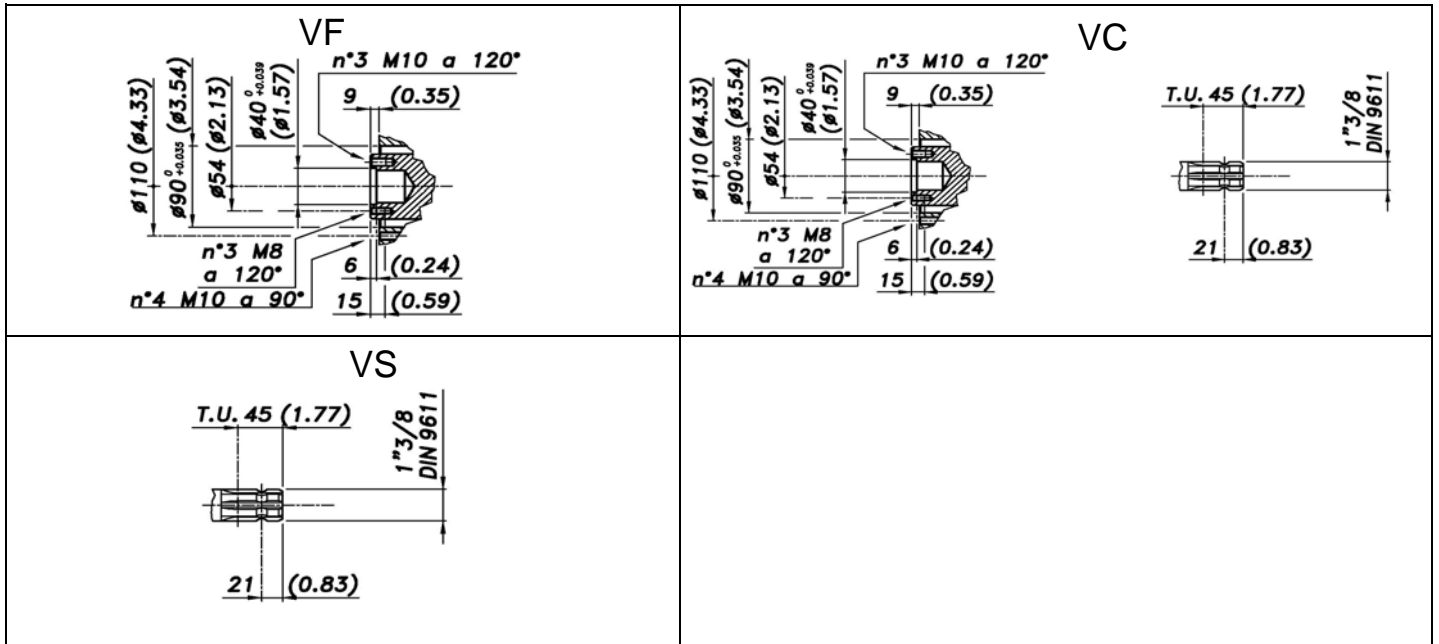 VF
n°3 M10 a 120°
9 (0.35)
ø110 (ø4.33)
ø90 0 +0.035 (ø3.54)
ø54 (ø2.13)
ø40 0 +0.039
(ø1.57)
n°3 M8
a 120°
6 (0.24)
n°4 M10 a 90°
15 (0.59)
VC
n°3 M10 a 120°
9 (0.35)
ø110 (ø4.33)
ø90 0 +0.035 (ø3.54)
ø54 (ø2.13)
ø40 0 +0.039
(ø1.57)
n°3 M8
a 120°
6 (0.24)
n°4 M10 a 90°
15 (0.59)
T.U. 45 (1.77)
1"3/8
DIN 9611
21 (0.83)
VS
T.U. 45 (1.77)
1"3/8
DIN 9611
21 (0.83)